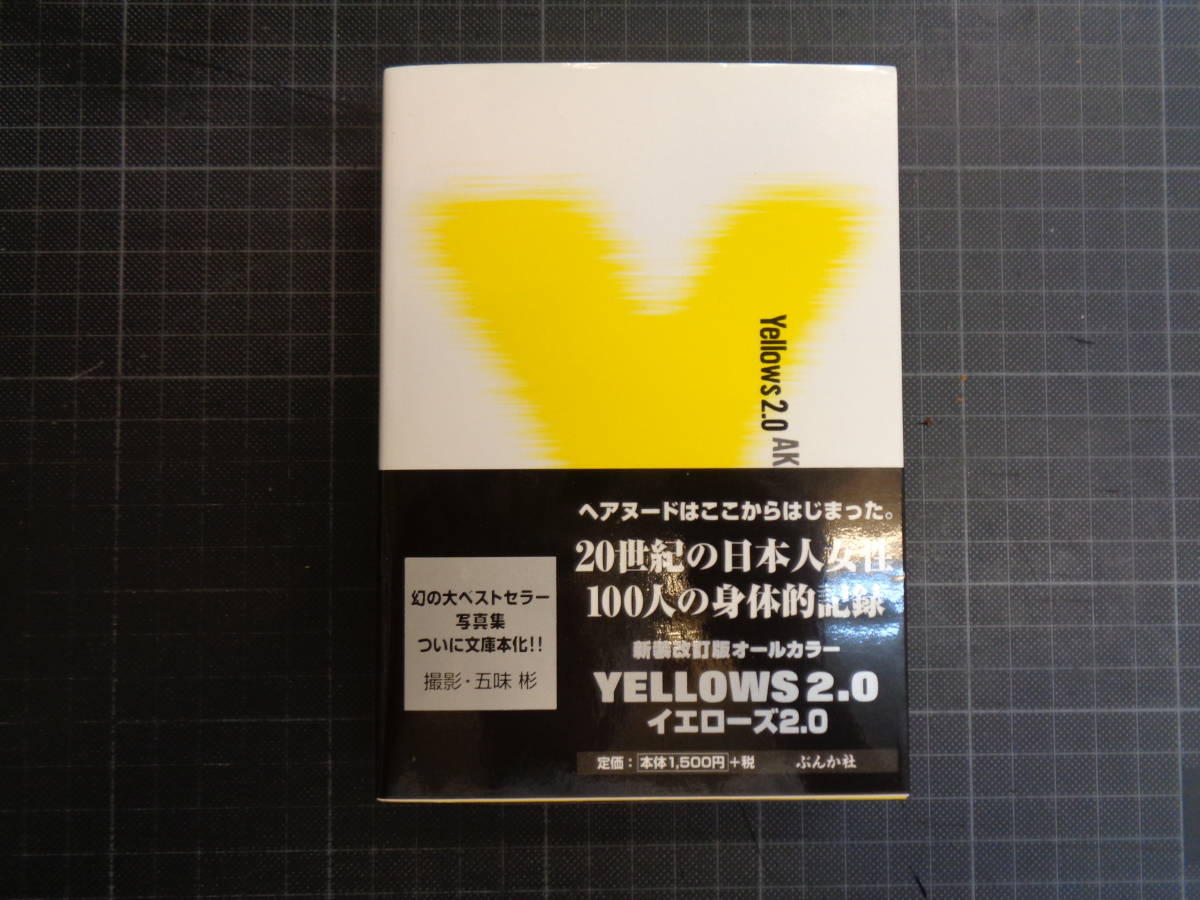 Yellows 2.0 AK
ヘアヌードはここからはじまった。
20世紀の日本人女性
100人の身体的記録
新装改訂版オールカラー
YELLOWS 2.0
イエローズ2.0
定価：本体1,500円+税 ぶんか社
幻の大ベストセラー
写真集
ついに文庫本化!!
撮影・五味 彬